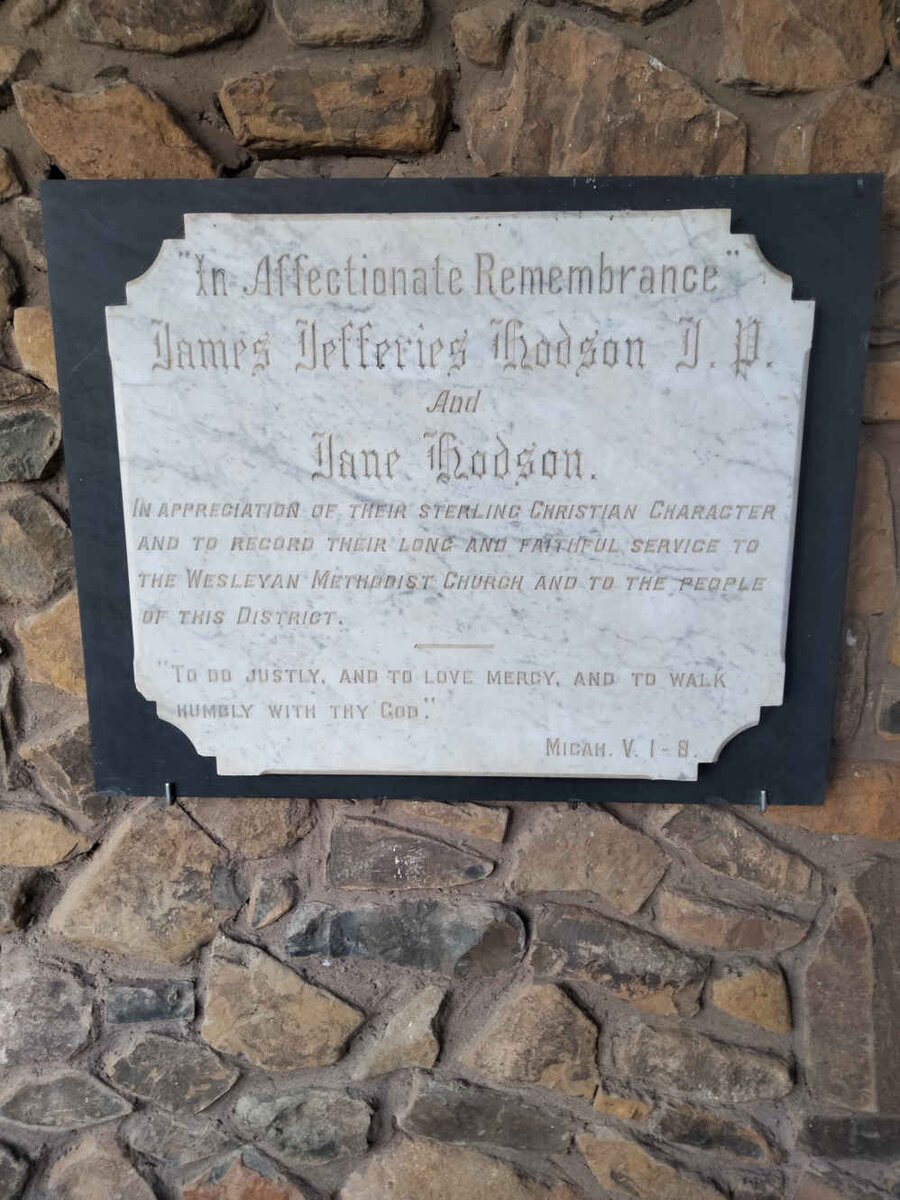 "In Affectionate Remembrance"
James Jefferies Hodson J. P.
And
Jane Hodson.
IN APPRECIATION OF THEIR STERLING CHRISTIAN CHARACTER
AND TO RECORD THEIR LONG AND FAITHFUL SERVICE TO
THE WESLEYAN METHODIST CHURCH AND TO THE PEOPLE
OF THIS DISTRICT.
"TO DO JUSTLY, AND TO LOVE MERCY, AND TO WALK
HUMBLY WITH THY GOD."
MICAH. V. I-8.